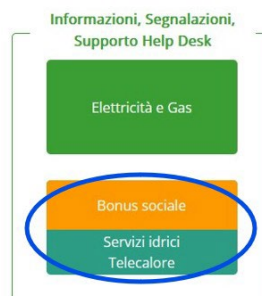 Informazioni, Segnalazioni,
Supporto Help Desk
Elettricità e Gas
Bonus sociale
Servizi idrici
Telecalore